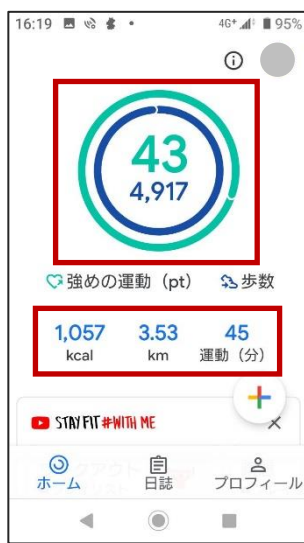 16:19 4G+ 95%
43
4,917
強めの運動（pt） 歩数
1,057 3.53 45
kcal km 運動（分）
STAY FIT #WITH ME
ホーム 日誌 プロフィール